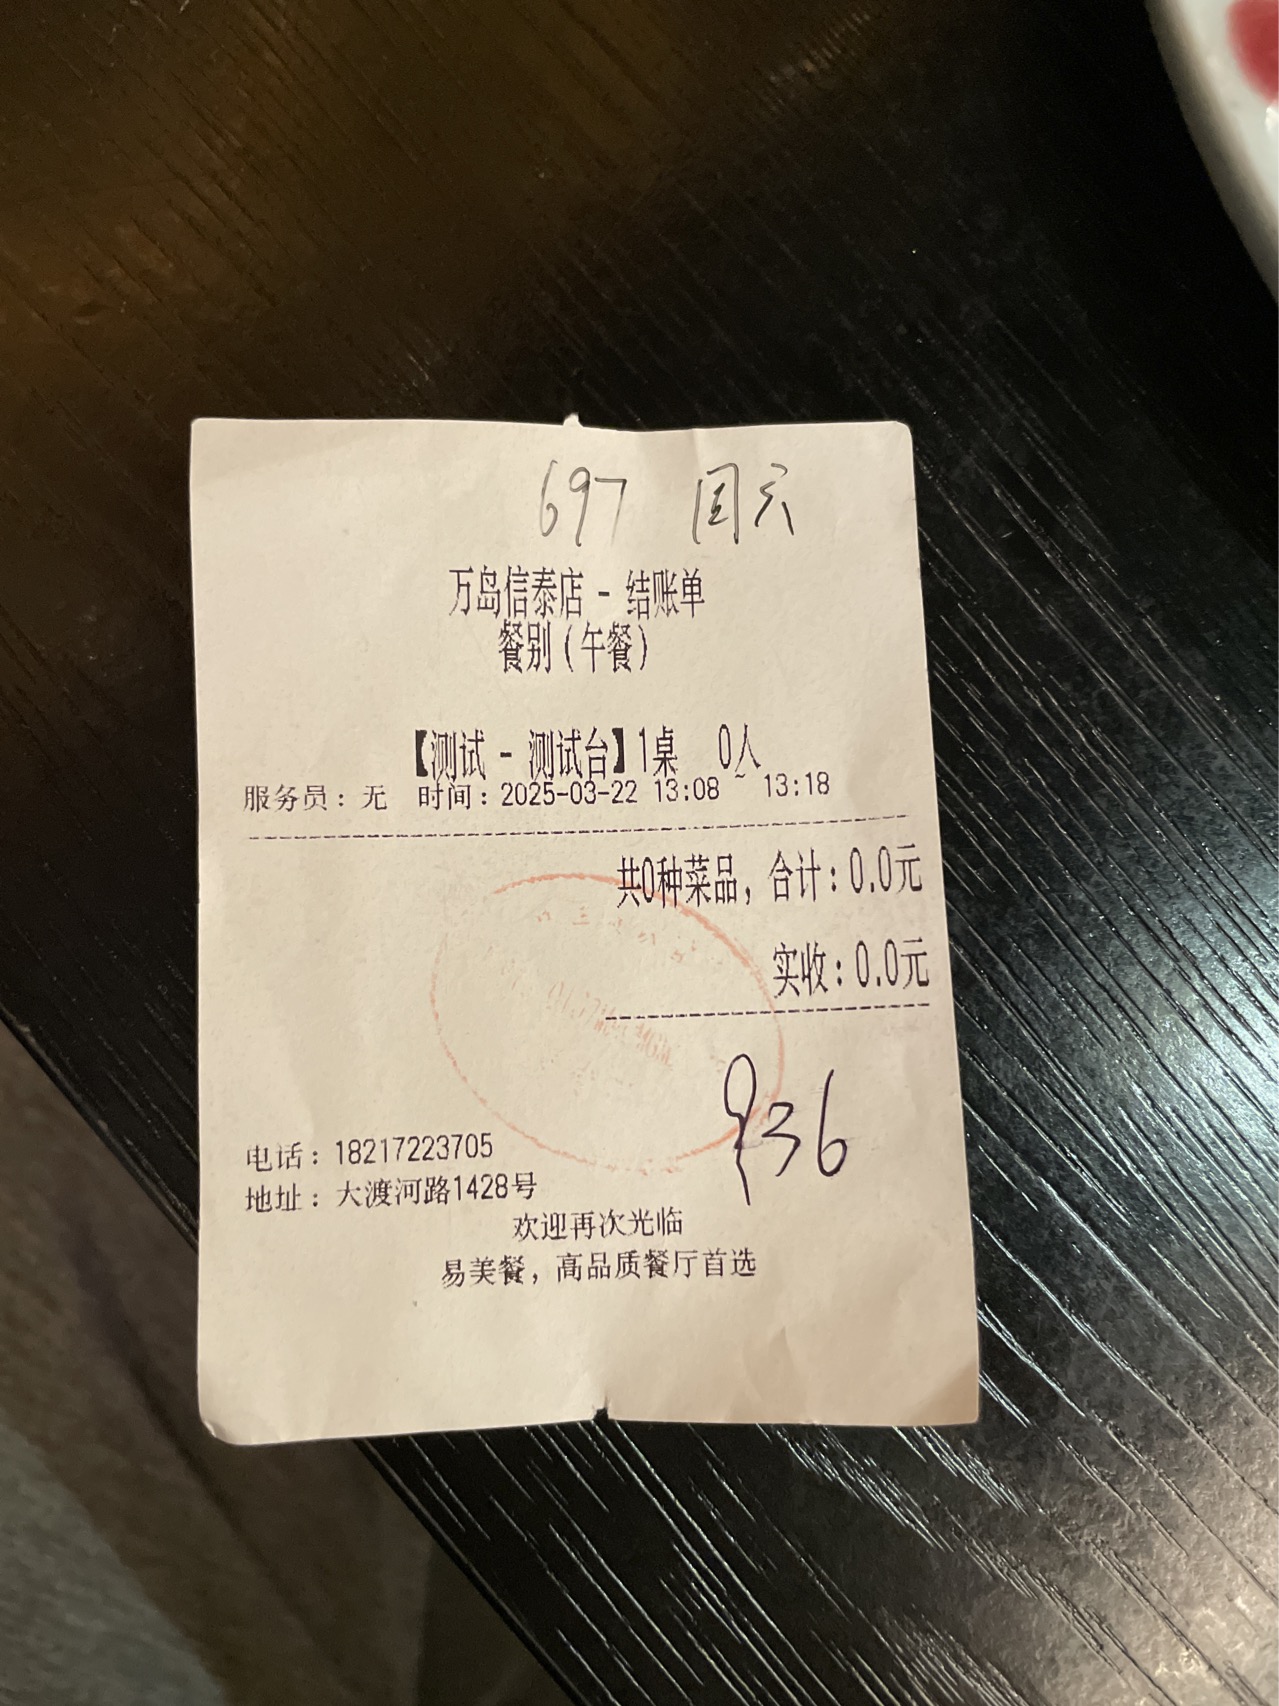 697
万岛信泰店 - 结账单
餐别(午餐)
【测试 - 测试台】1桌 0人
服务员: 无 时间: 2025-03-22 13:08 ~ 13:18
共0种菜品, 合计: 0.0元
实收: 0.0元
936
电话: 18217223705
地址: 大渡河路1428号
欢迎再次光临
易美餐, 高品质餐厅首选